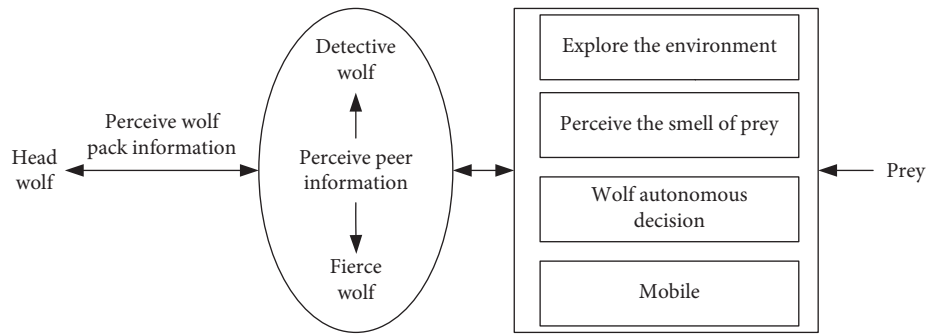 Head
wolf
Perceive wolf
pack information
Detective
wolf
Perceive peer
information
Fierce
wolf
Explore the environment
Perceive the smell of prey
Wolf autonomous
decision
Mobile
Prey